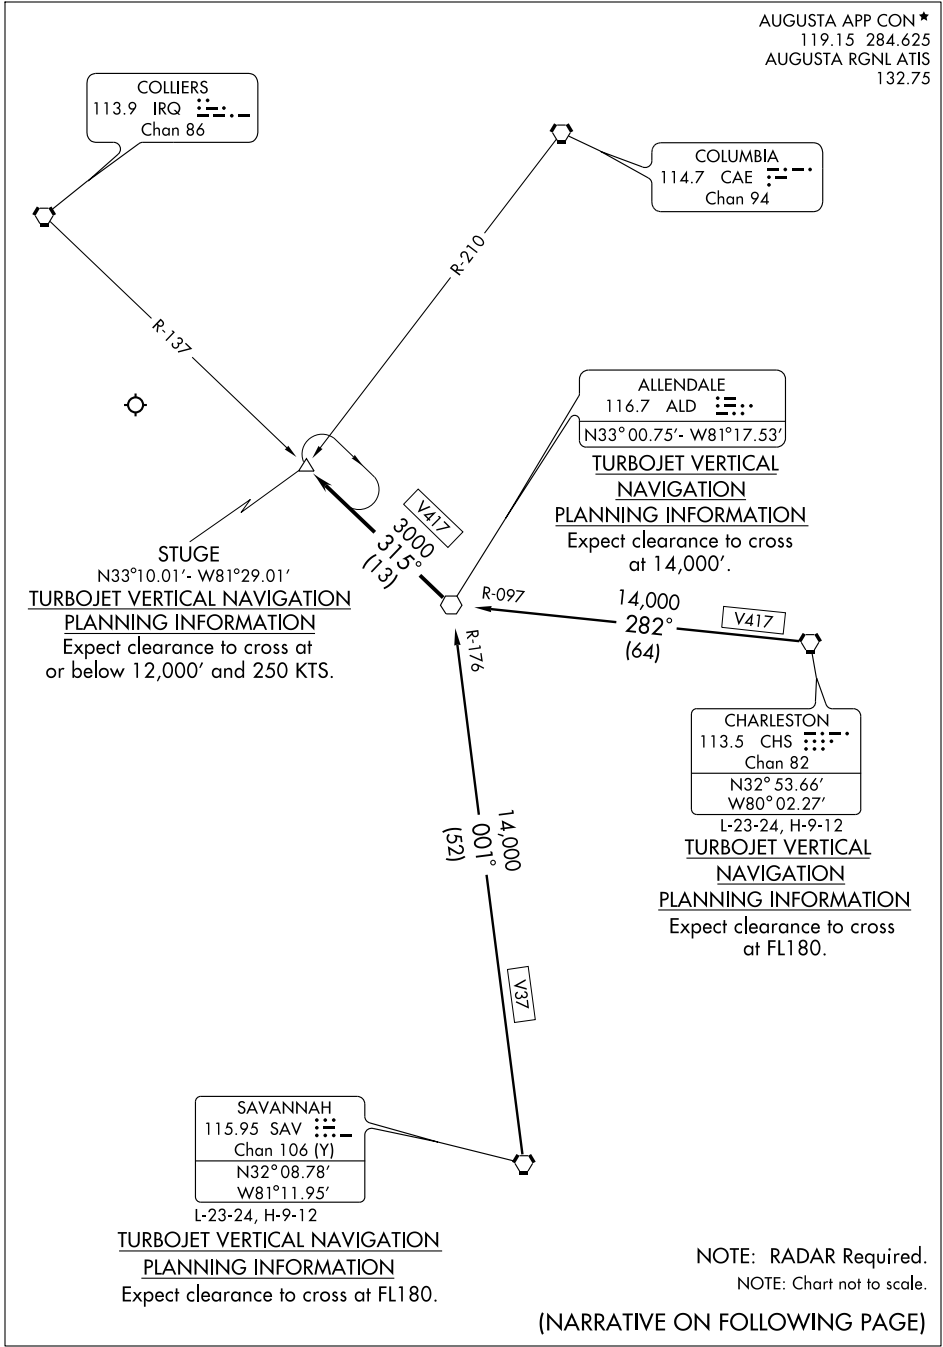 AUGUSTA APP CON ★
119.15 284.625
AUGUSTA RGNL ATIS
132.75
COLLIERS
113.9 IRQ
Chan 86
COLUMBIA
114.7 CAE
Chan 94
R-210
R-137
ALLENDALE
116.7 ALD
N33°00.75′- W81°17.53′
TURBOJET VERTICAL
NAVIGATION
PLANNING INFORMATION
Expect clearance to cross
at 14,000′.
V417
3000
315°
(13)
STUGE
N33°10.01′- W81°29.01′
TURBOJET VERTICAL NAVIGATION
PLANNING INFORMATION
Expect clearance to cross at
or below 12,000′ and 250 KTS.
R-097
14,000
282°
(64)
V417
R-176
CHARLESTON
113.5 CHS
Chan 82
N32°53.66′
W80°02.27′
L-23-24, H-9-12
TURBOJET VERTICAL
NAVIGATION
PLANNING INFORMATION
Expect clearance to cross
at FL180.
14,000
001°
(52)
V37
SAVANNAH
115.95 SAV
Chan 106 (Y)
N32°08.78′
W81°11.95′
L-23-24, H-9-12
TURBOJET VERTICAL NAVIGATION
PLANNING INFORMATION
Expect clearance to cross at FL180.
NOTE: RADAR Required.
NOTE: Chart not to scale.
(NARRATIVE ON FOLLOWING PAGE)